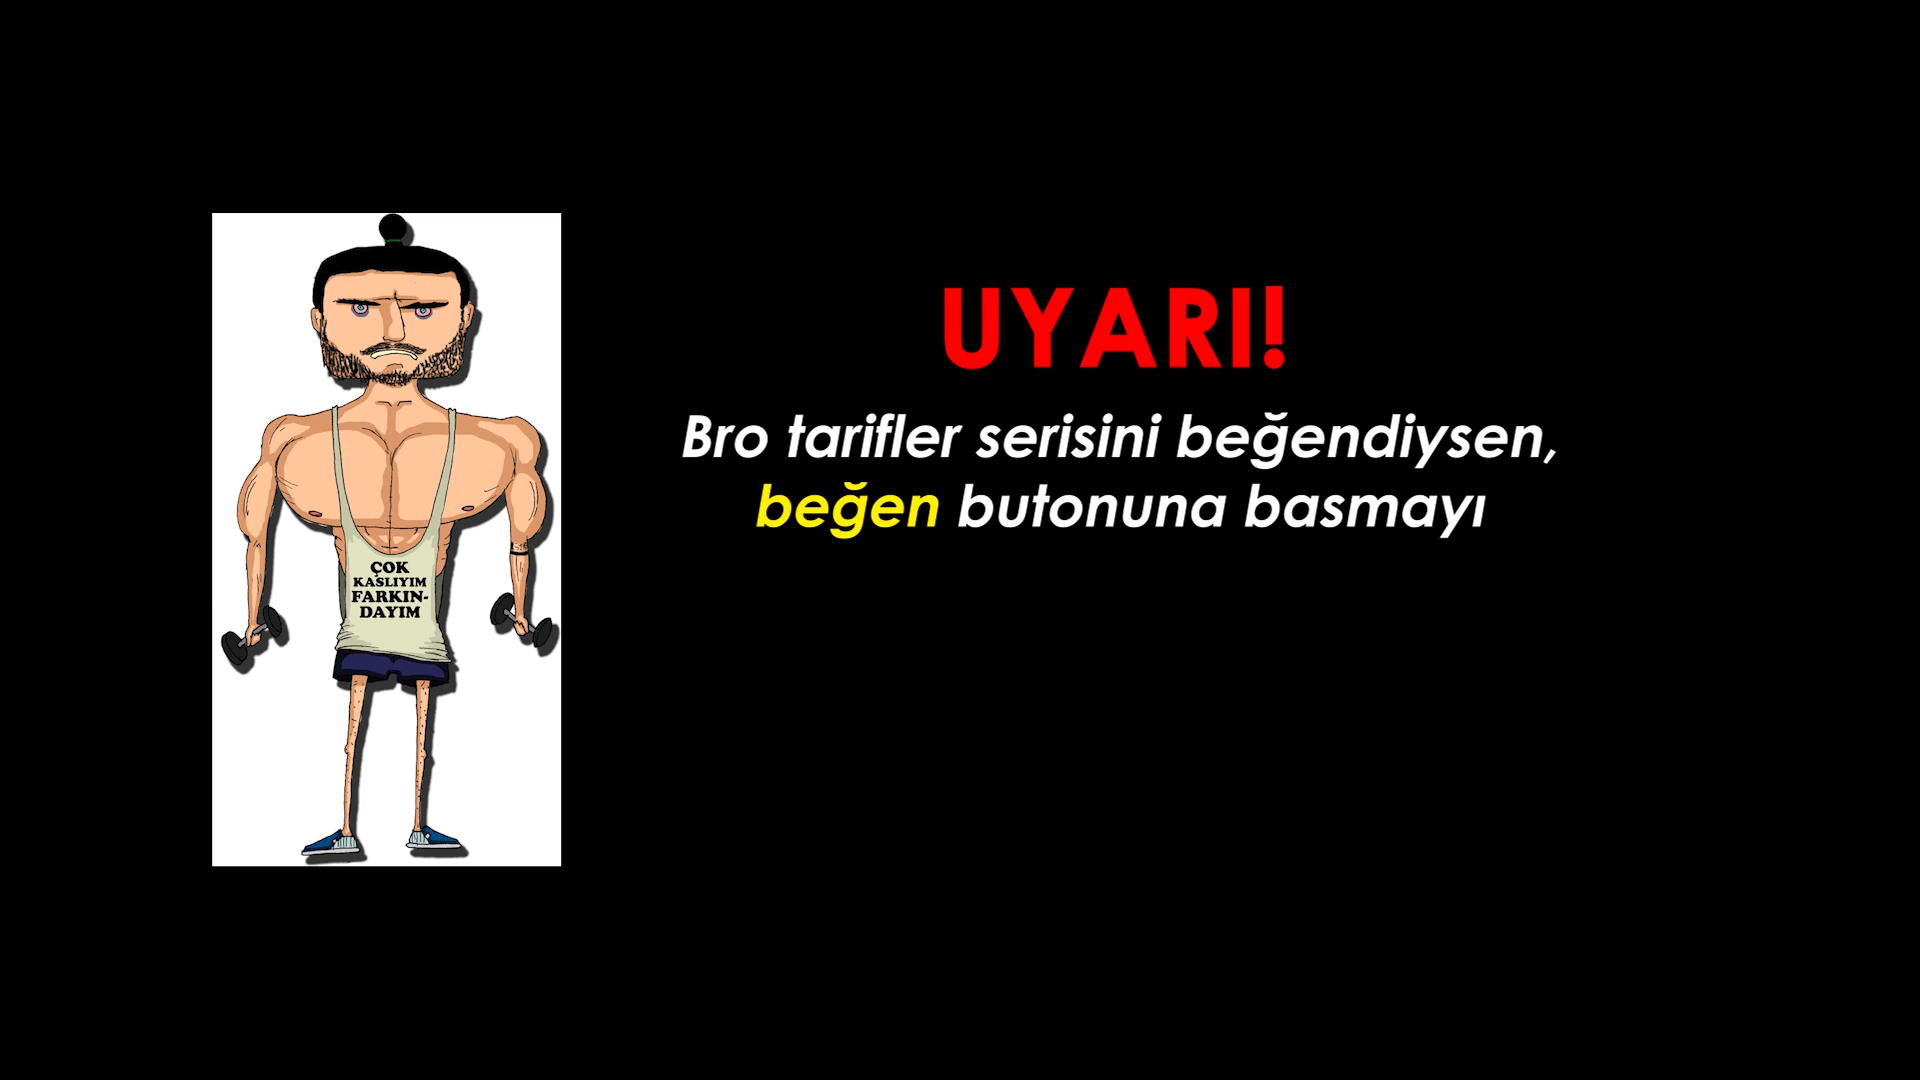 UYARI!
Bro tarifler serisini beğendiysen,
beğen butonuna basmayı
ÇOK
KASLIYIM
FARKIN-
DAYIM